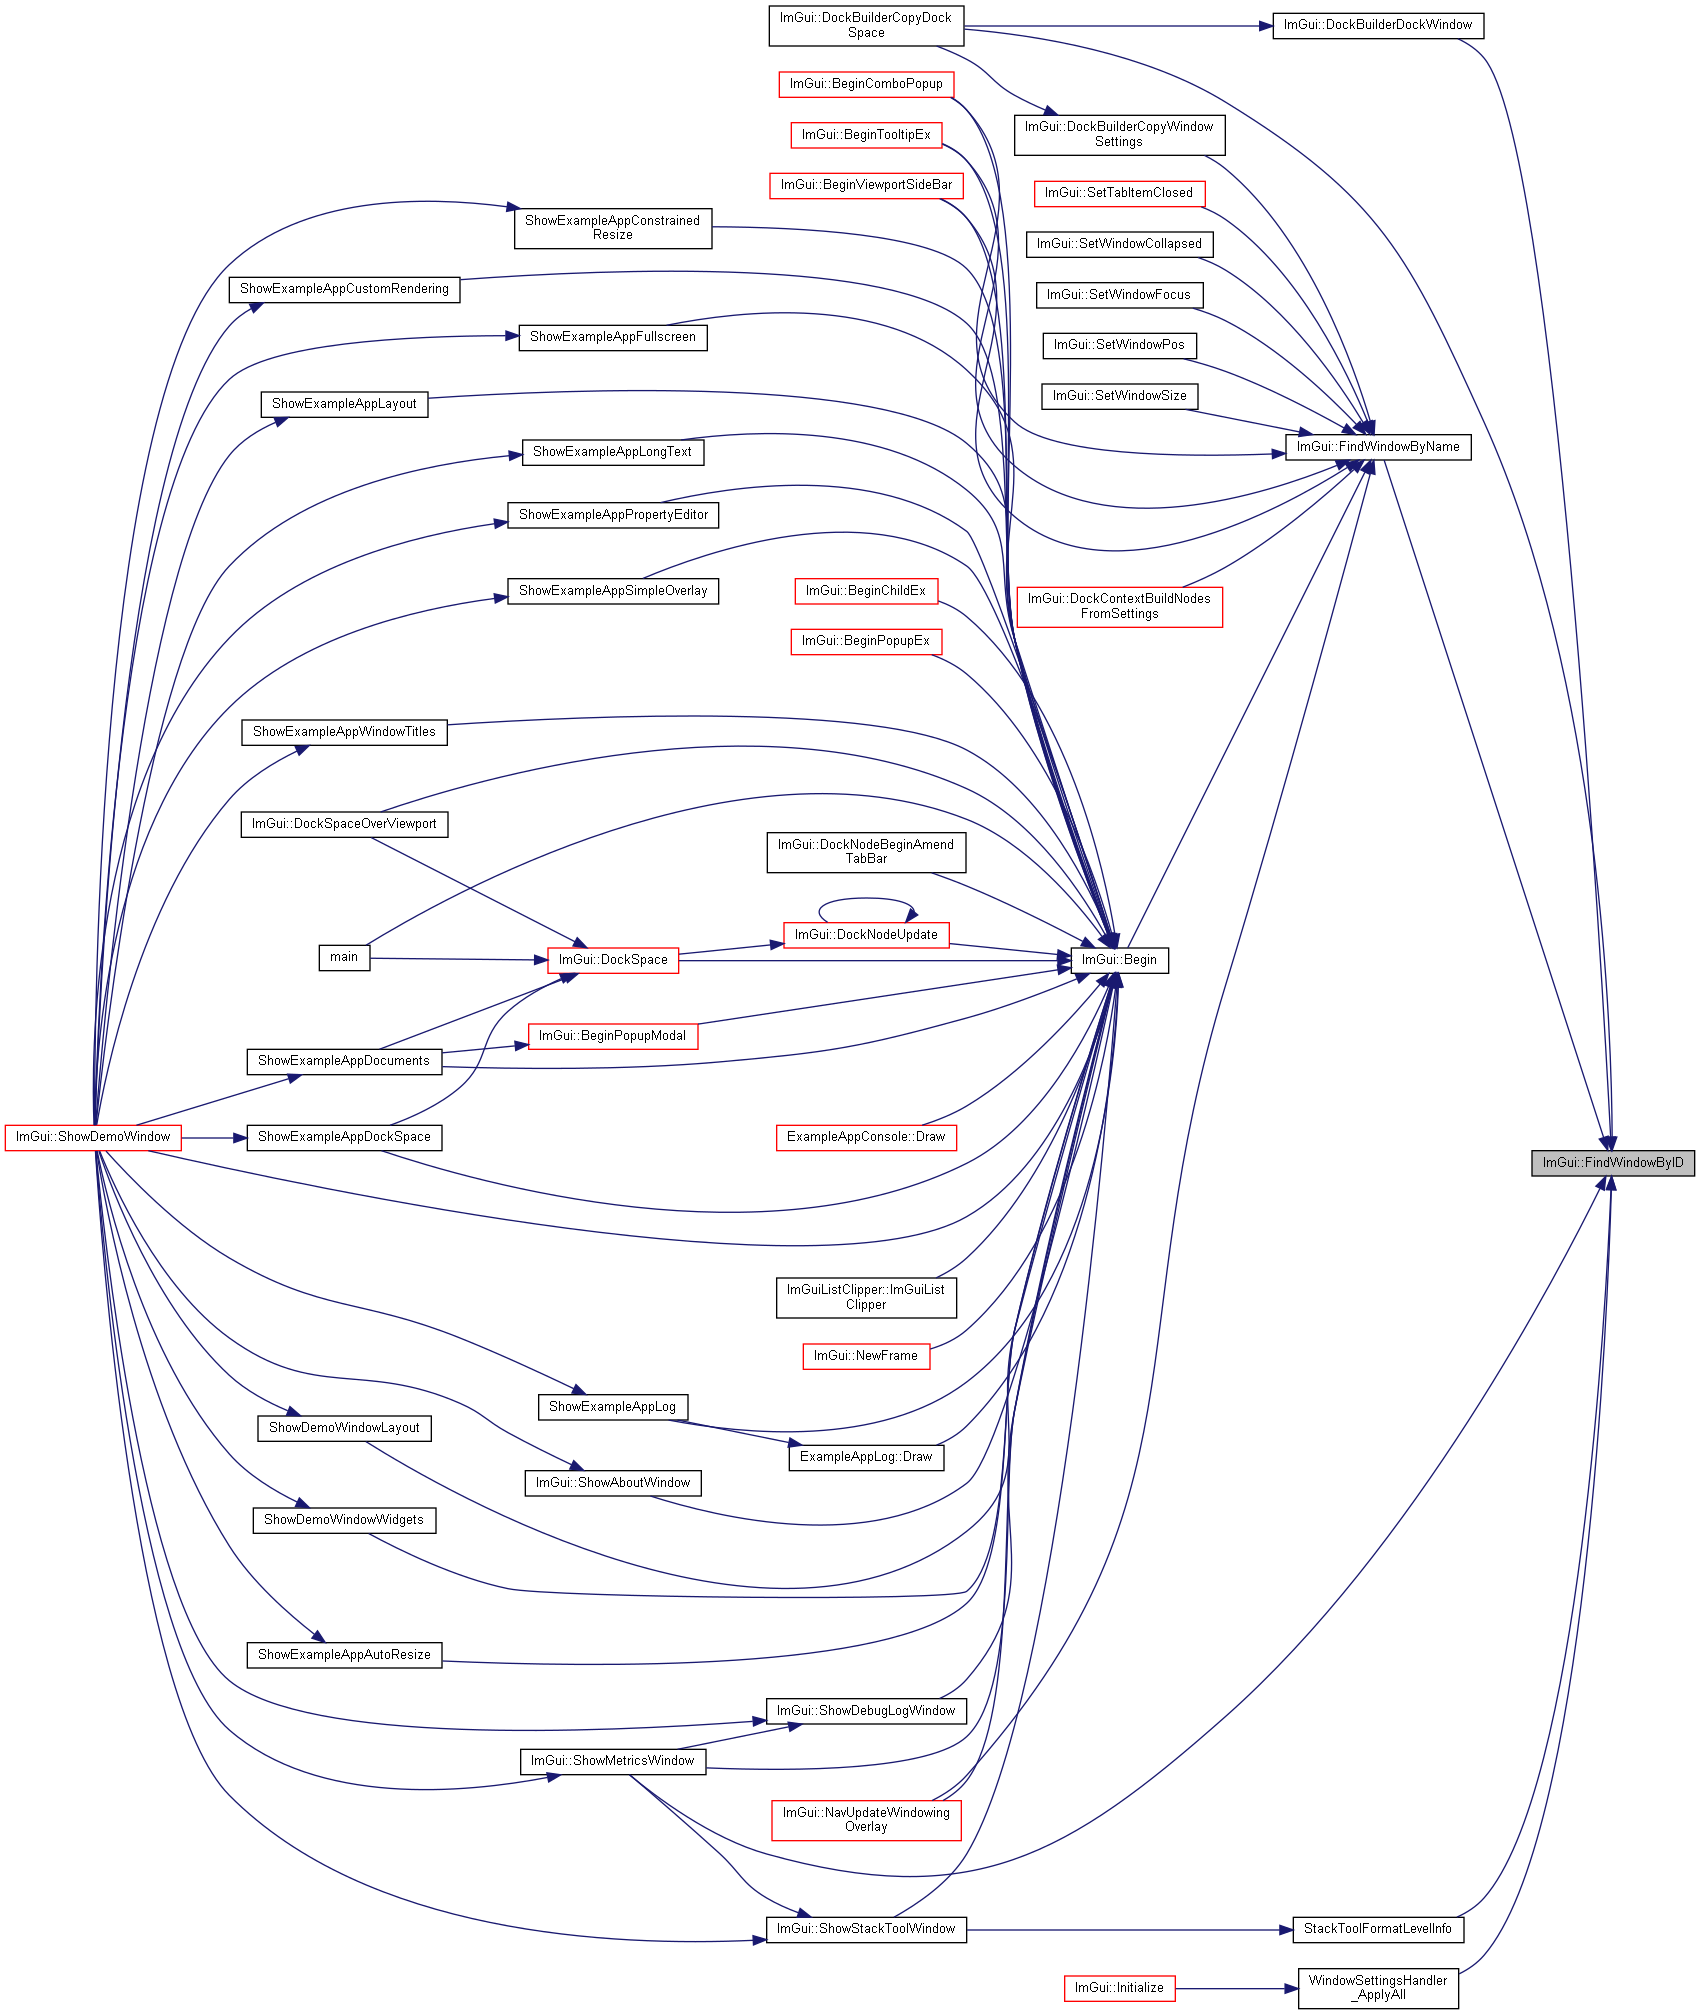 ImGui::DockBuilderCopyDock
Space
ImGui::DockBuilderDockWindow
ImGui::BeginComboPopup
ImGui::BeginTooltipEx
ImGui::DockBuilderCopyWindow
Settings
ImGui::BeginViewportSideBar
ImGui::SetTabItemClosed
ShowExampleAppConstrained
Resize
ImGui::SetWindowCollapsed
ShowExampleAppCustomRendering
ImGui::SetWindowFocus
ShowExampleAppFullscreen
ImGui::SetWindowPos
ShowExampleAppLayout
ImGui::SetWindowSize
ShowExampleAppLongText
ImGui::FindWindowByName
ShowExampleAppPropertyEditor
ShowExampleAppSimpleOverlay
ImGui::BeginChildEx
ImGui::DockContextBuildNodes
FromSettings
ImGui::BeginPopupEx
ShowExampleAppWindowTitles
ImGui::DockSpaceOverViewport
ImGui::DockNodeBeginAmend
TabBar
ImGui::DockNodeUpdate
main
ImGui::DockSpace
ImGui::Begin
ImGui::BeginPopupModal
ShowExampleAppDocuments
ImGui::ShowDemoWindow
ShowExampleAppDockSpace
ExampleAppConsole::Draw
ImGui::FindWindowByID
ImGuiListClipper::ImGuiList
Clipper
ImGui::NewFrame
ShowExampleAppLog
ShowDemoWindowLayout
ExampleAppLog::Draw
ImGui::ShowAboutWindow
ShowDemoWindowWidgets
ShowExampleAppAutoResize
ImGui::ShowDebugLogWindow
ImGui::ShowMetricsWindow
ImGui::NavUpdateWindowing
Overlay
ImGui::ShowStackToolWindow
StackToolFormatLevelInfo
ImGui::Initialize
WindowSettingsHandler
_ApplyAll